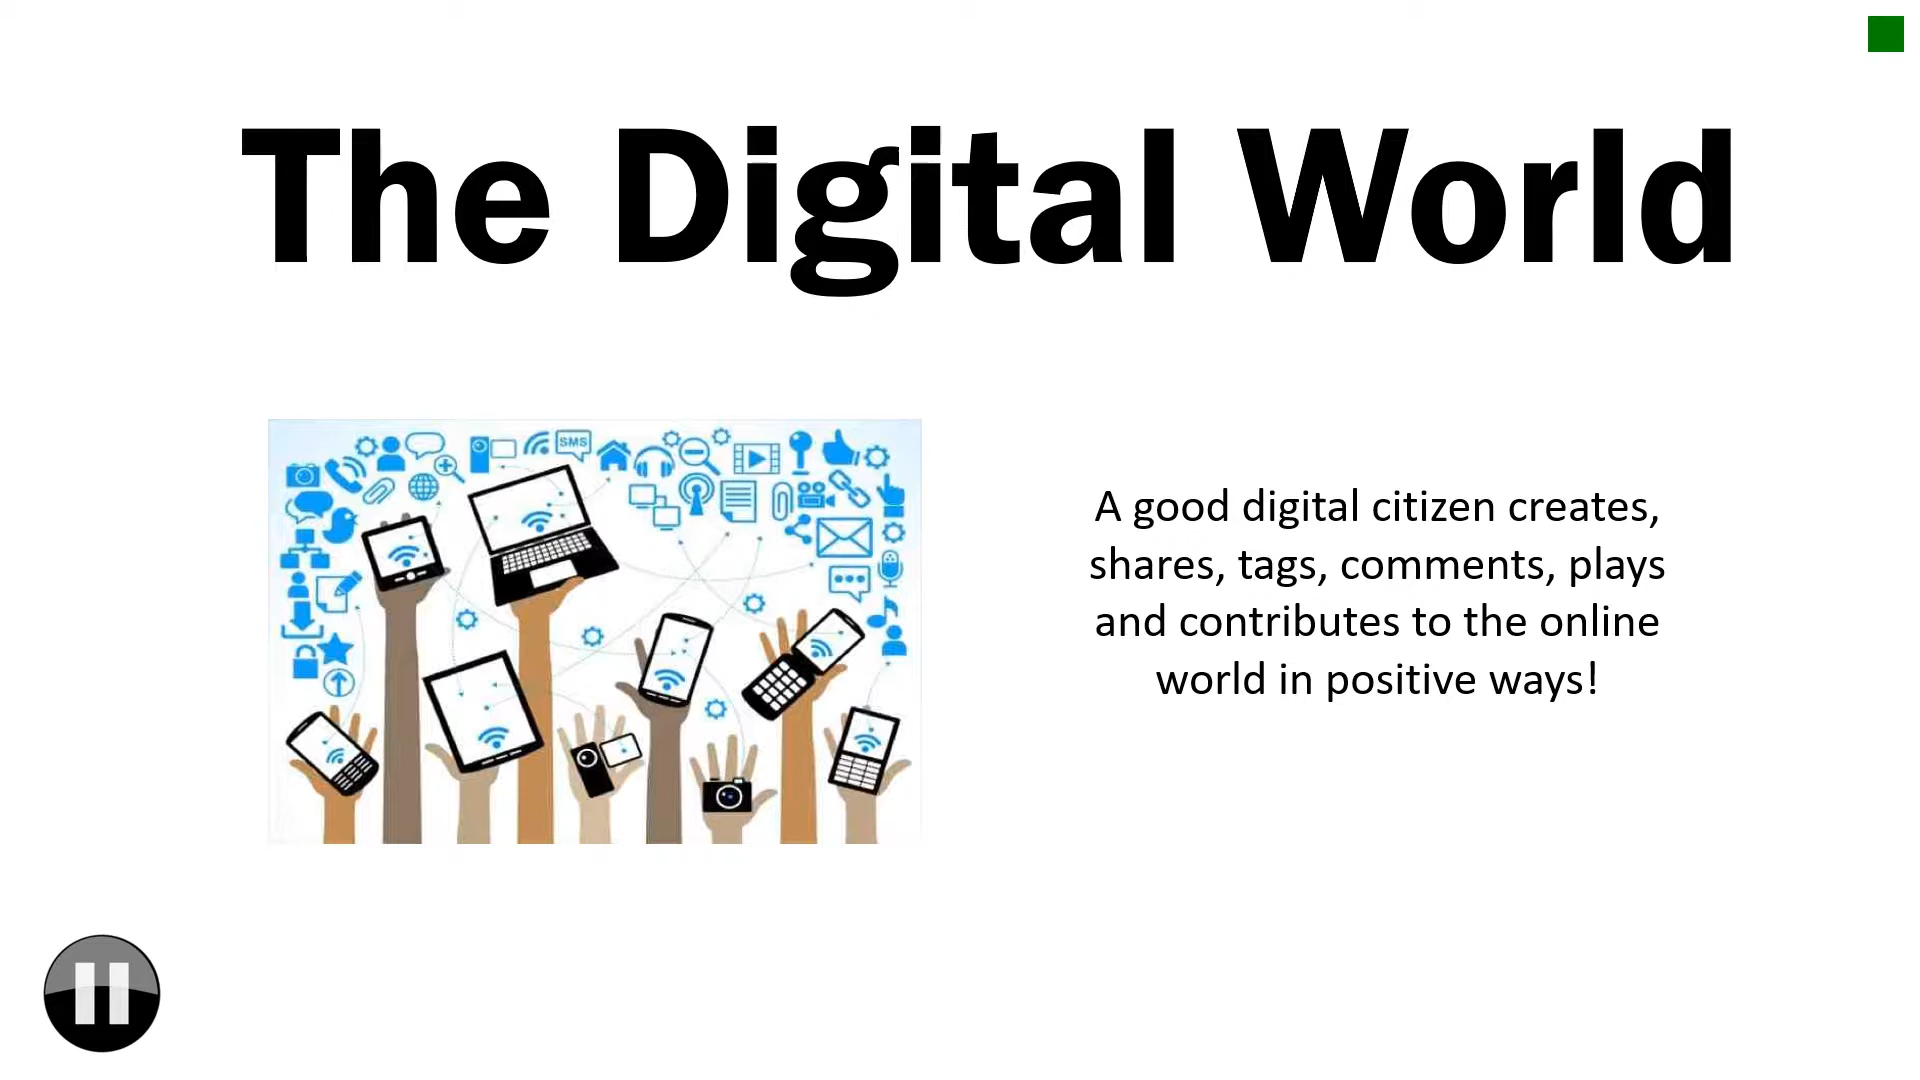 The Digital World
SMS
A good digital citizen creates,
shares, tags, comments, plays
and contributes to the online
world in positive ways!